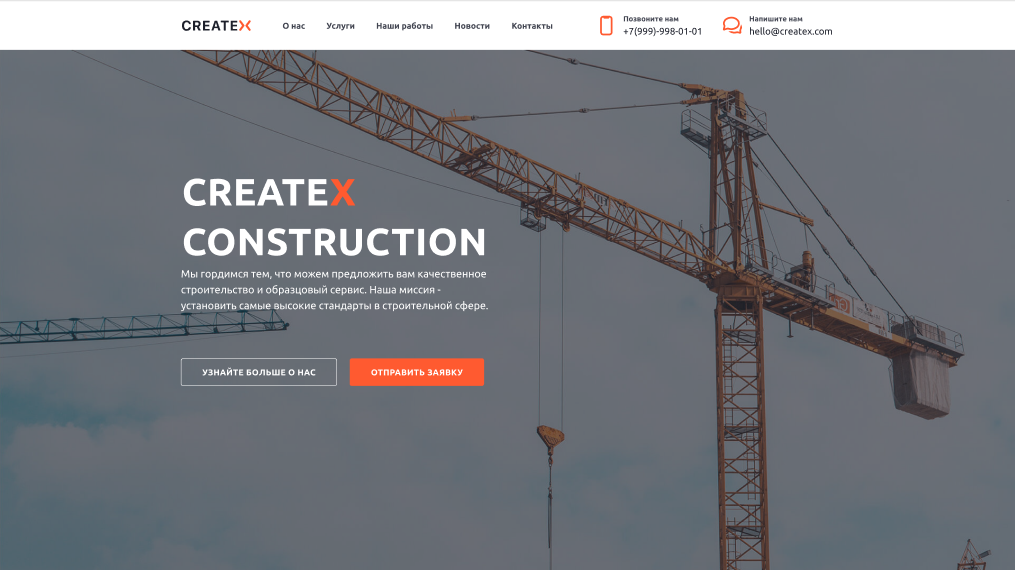 CREATEX
О нас
Услуги
Наши работы
Новости
Контакты
Позвоните нам
+7(999)-998-01-01
Напишите нам
hello@createx.com
CREATEX
CONSTRUCTION
Мы гордимся тем, что можем предложить вам качественное
строительство и образцовый сервис. Наша миссия -
установить самые высокие стандарты в строительной сфере.
УЗНАЙТЕ БОЛЬШЕ О НАС
ОТПРАВИТЬ ЗАЯВКУ